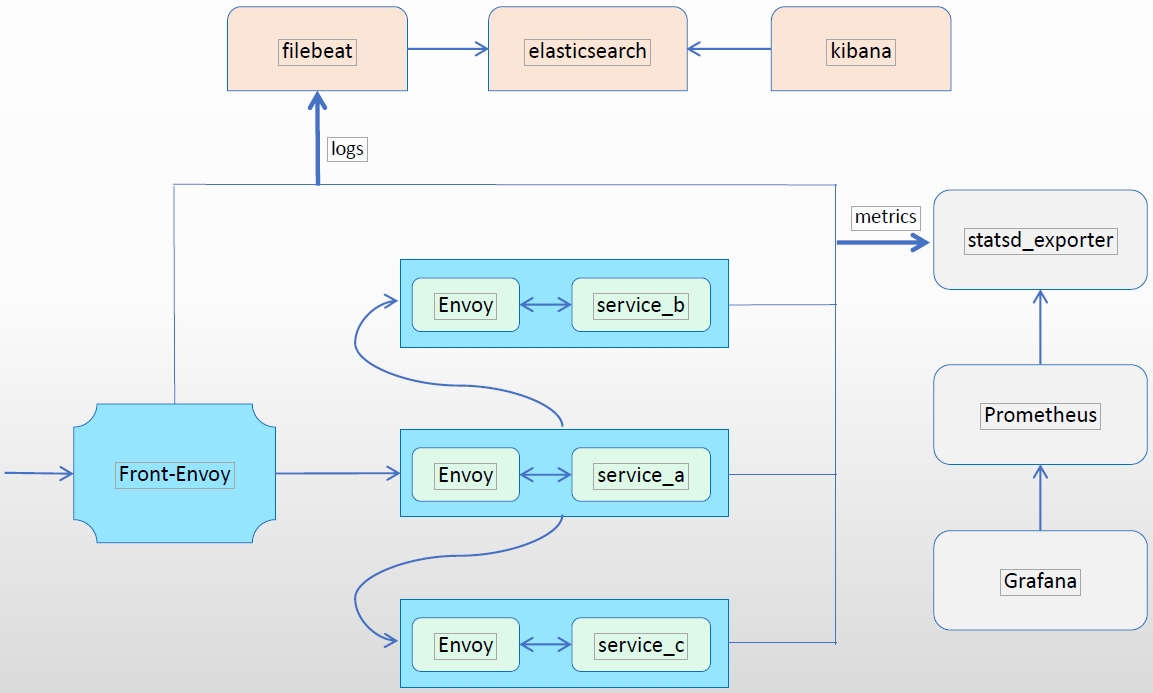 filebeat
elasticsearch
kibana
logs
metrics
statsd_exporter
Envoy
service_b
Prometheus
Front-Envoy
Envoy
service_a
Grafana
Envoy
service_c